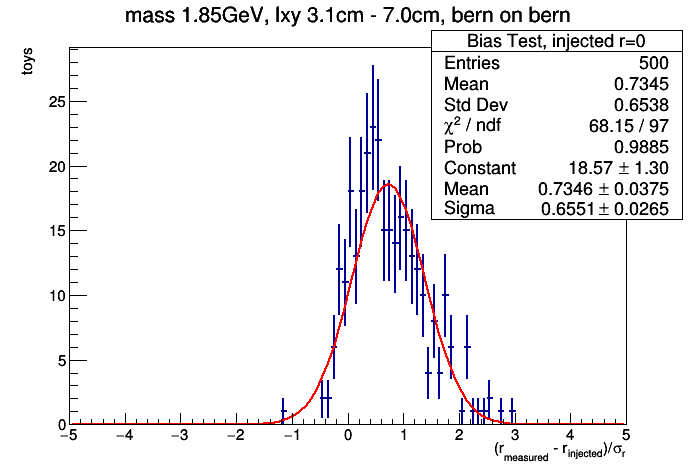 mass 1.85GeV, lxy 3.1cm - 7.0cm, bern on bern
Bias Test, injected r=0
Entries 500
Mean 0.7345
Std Dev 0.6538
χ² / ndf 68.15 / 97
Prob 0.9885
Constant 18.57 ± 1.30
Mean 0.7346 ± 0.0375
Sigma 0.6551 ± 0.0265
toys
25
20
15
10
5
0
−5 −4 −3 −2 −1 0 1 2 3 4 5
(r_measured - r_injected)/σ_r